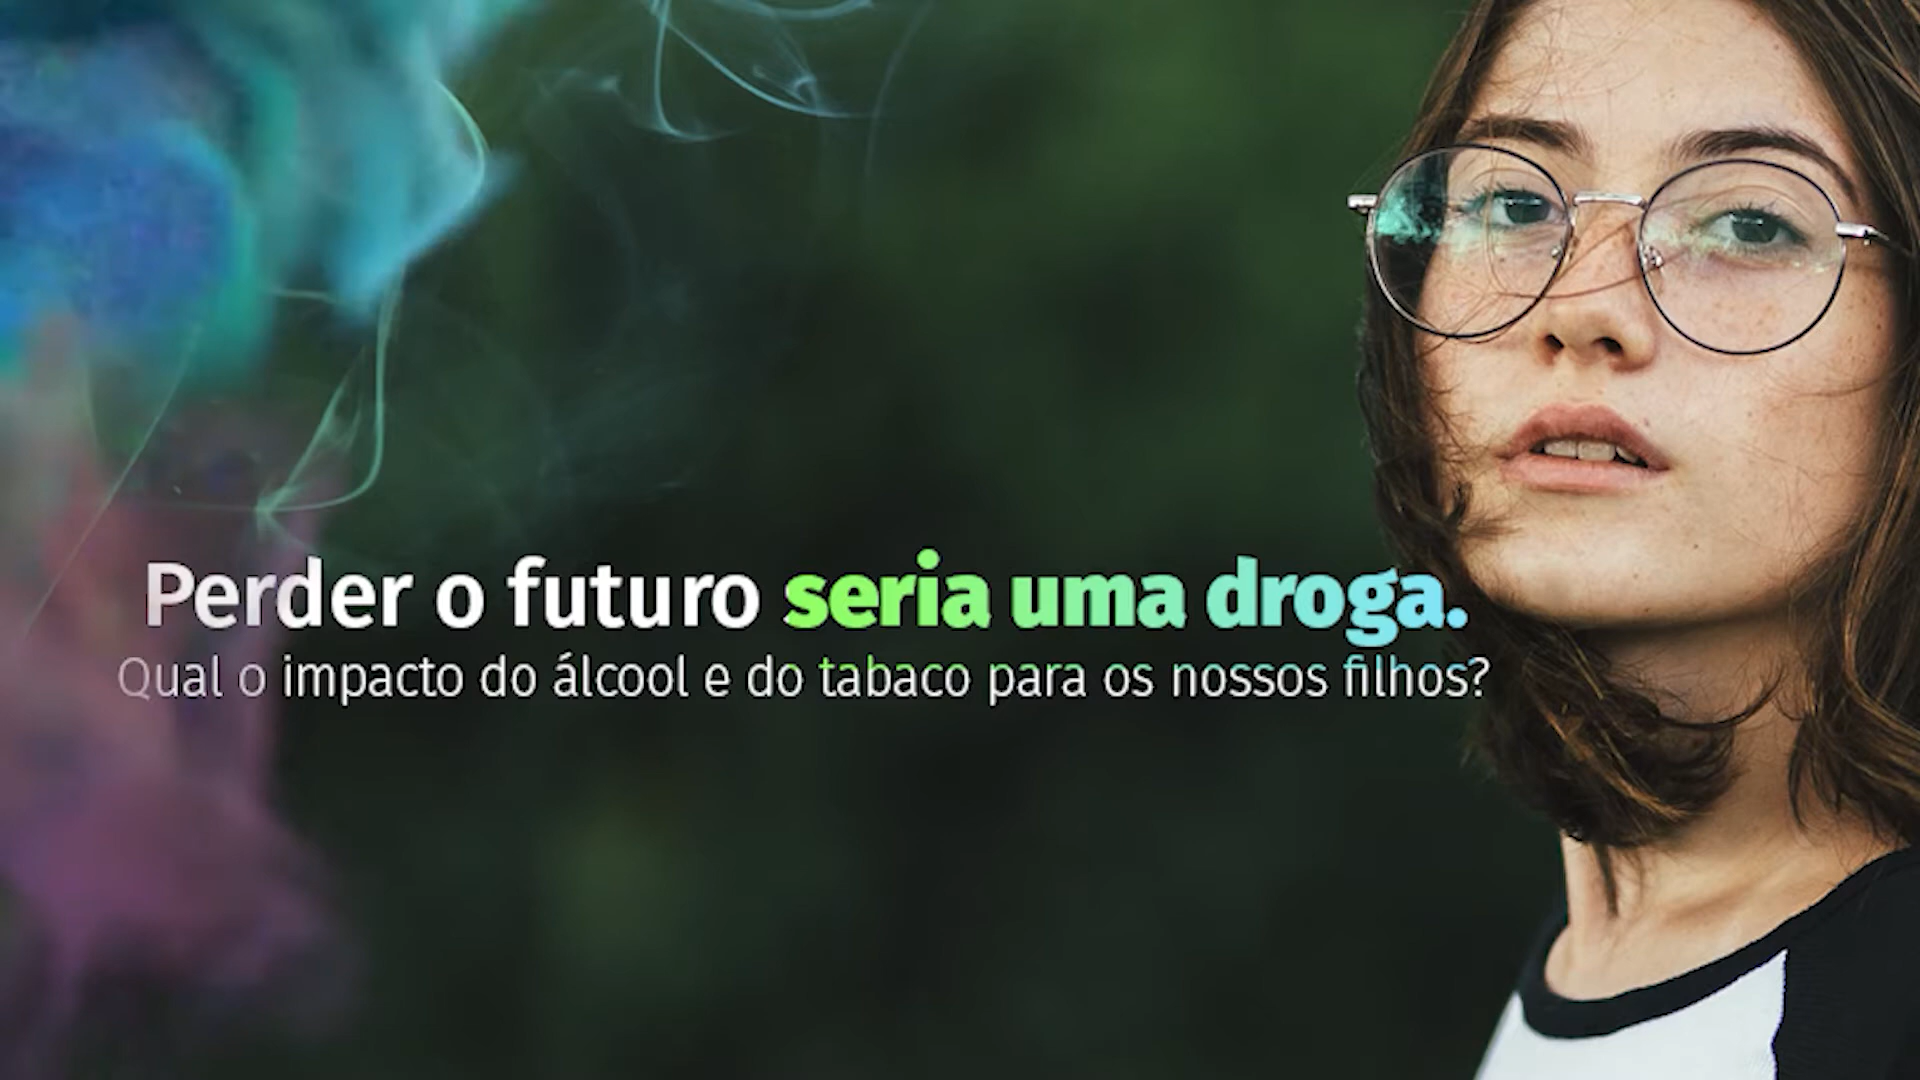 Perder o futuro seria uma droga.
Qual o impacto do álcool e do tabaco para os nossos filhos?